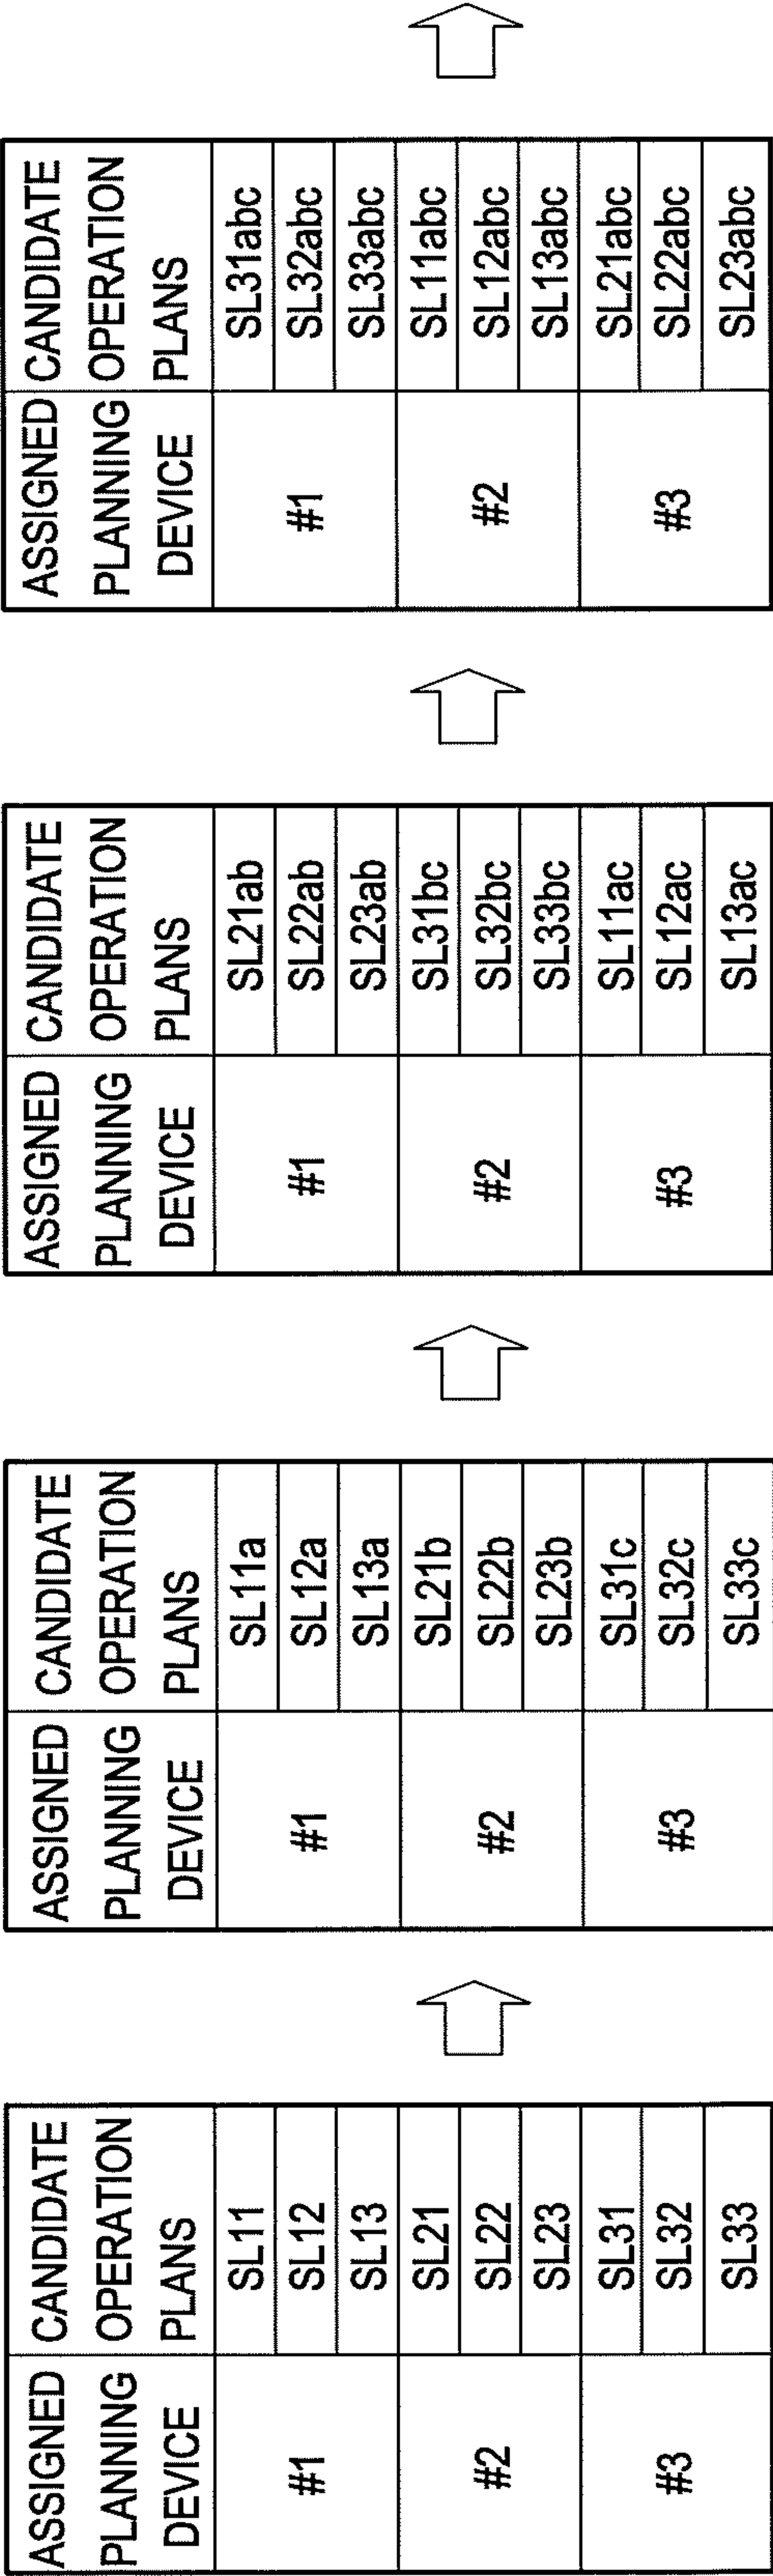 ASSIGNED
PLANNING
DEVICE
CANDIDATE
OPERATION
PLANS
#1
SL11
SL12
SL13
#2
SL21
SL22
SL23
#3
SL31
SL32
SL33
ASSIGNED
PLANNING
DEVICE
CANDIDATE
OPERATION
PLANS
#1
SL11a
SL12a
SL13a
#2
SL21b
SL22b
SL23b
#3
SL31c
SL32c
SL33c
ASSIGNED
PLANNING
DEVICE
CANDIDATE
OPERATION
PLANS
#1
SL21ab
SL22ab
SL23ab
#2
SL31bc
SL32bc
SL33bc
#3
SL11ac
SL12ac
SL13ac
ASSIGNED
PLANNING
DEVICE
CANDIDATE
OPERATION
PLANS
#1
SL31abc
SL32abc
SL33abc
#2
SL11abc
SL12abc
SL13abc
#3
SL21abc
SL22abc
SL23abc